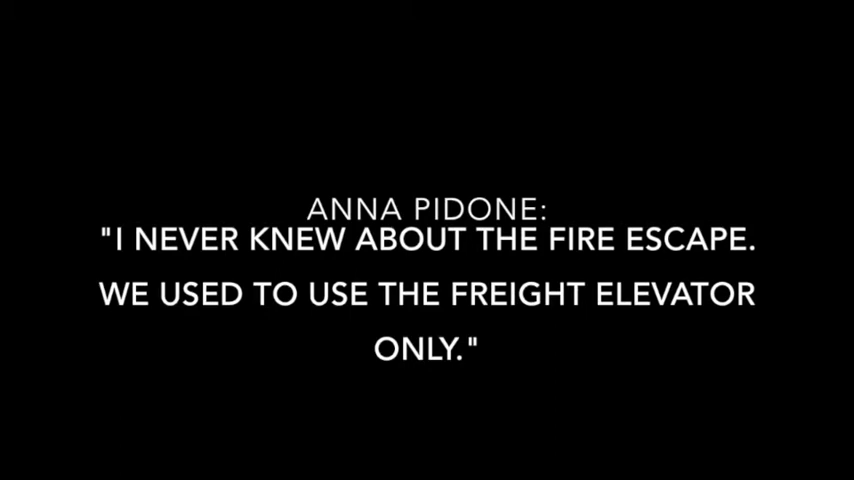 ANNA PIDONE:
"I NEVER KNEW ABOUT THE FIRE ESCAPE.
WE USED TO USE THE FREIGHT ELEVATOR
ONLY."